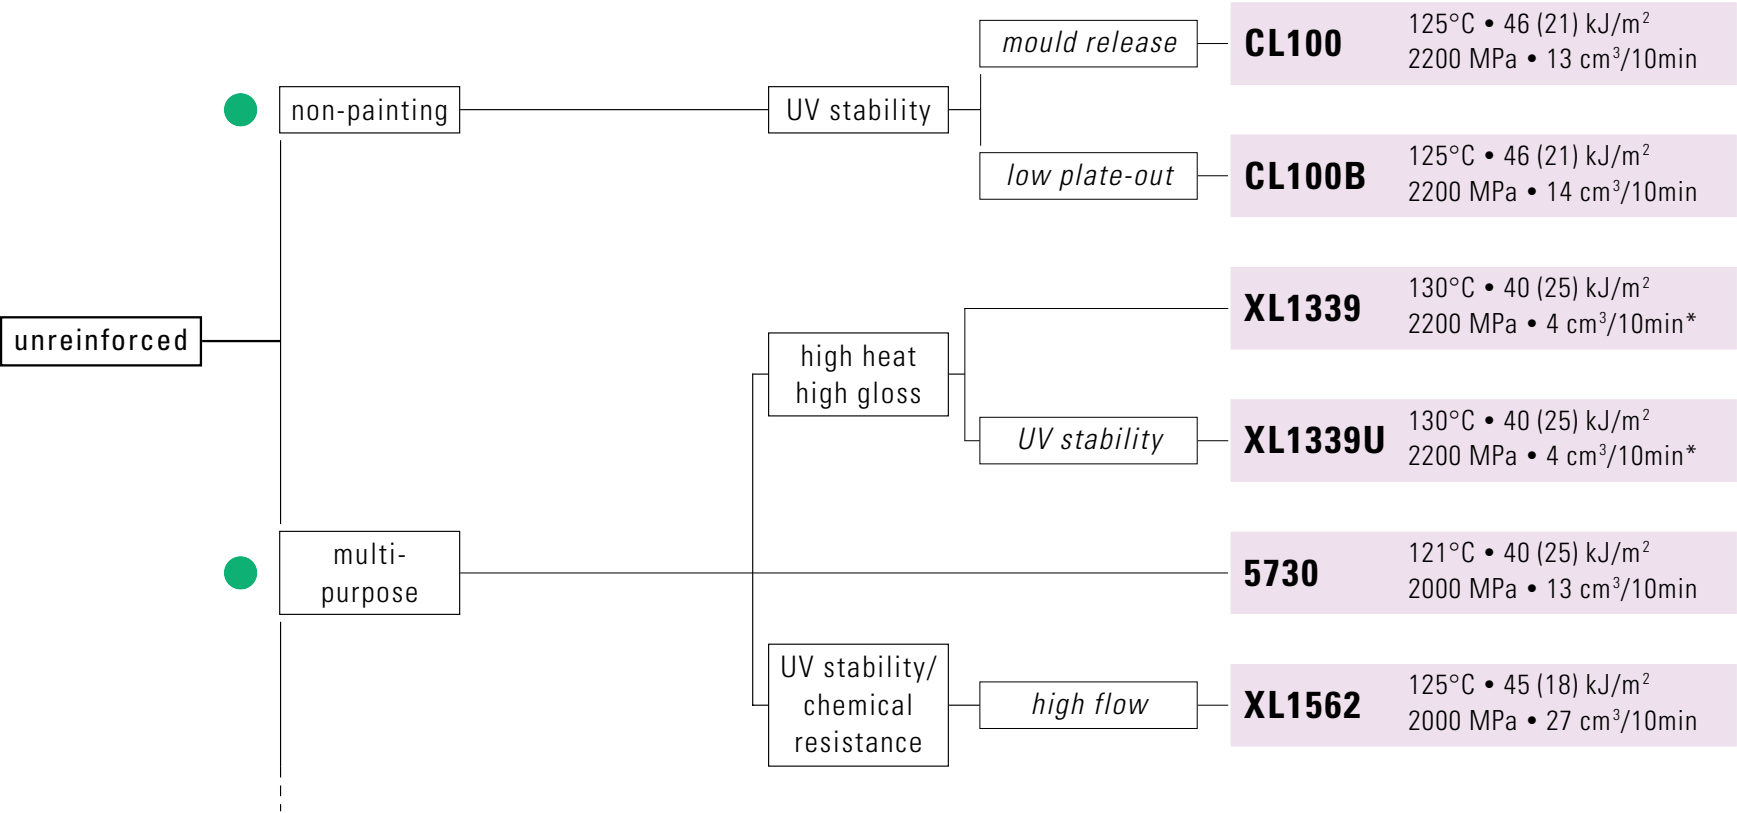 unreinforced
non-painting
UV stability
mould release
CL100
125°C • 46 (21) kJ/m²
2200 MPa • 13 cm³/10min
low plate-out
CL100B
125°C • 46 (21) kJ/m²
2200 MPa • 14 cm³/10min
multi-
purpose
high heat
high gloss
XL1339
130°C • 40 (25) kJ/m²
2200 MPa • 4 cm³/10min*
UV stability
XL1339U
130°C • 40 (25) kJ/m²
2200 MPa • 4 cm³/10min*
5730
121°C • 40 (25) kJ/m²
2000 MPa • 13 cm³/10min
UV stability/
chemical
resistance
high flow
XL1562
125°C • 45 (18) kJ/m²
2000 MPa • 27 cm³/10min